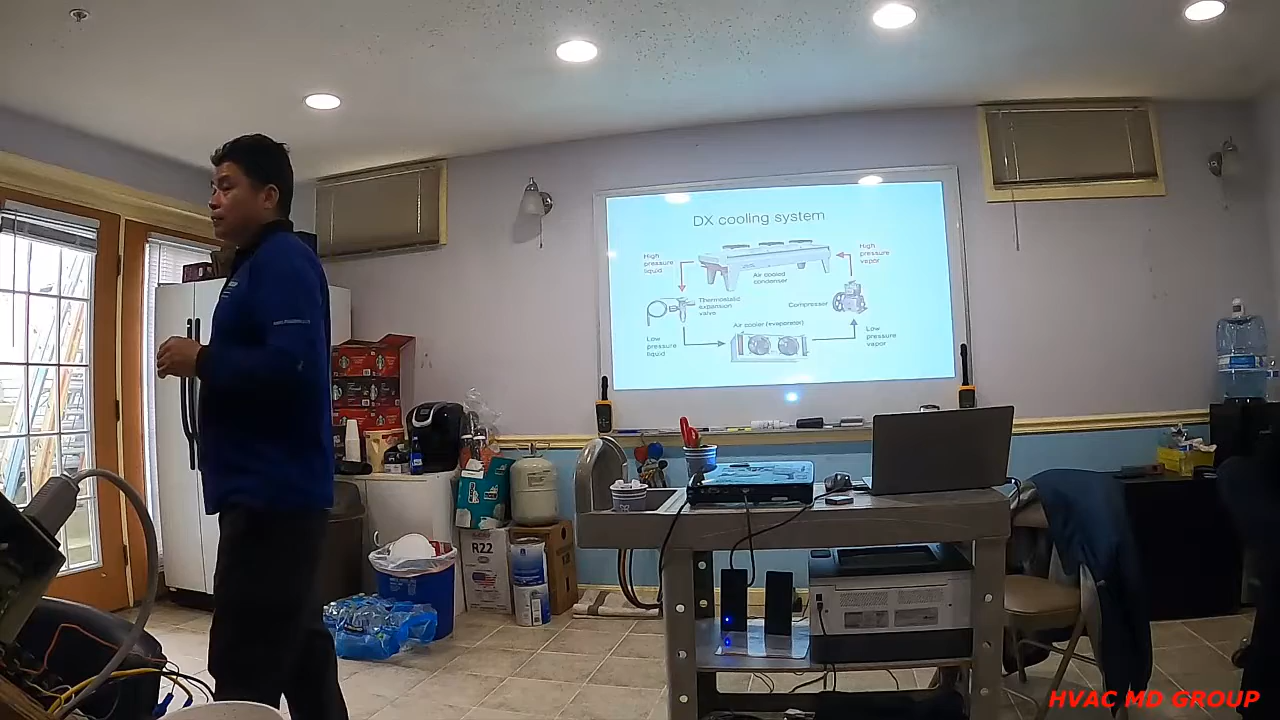 DX cooling system
High
pressure
liquid
Air cooled
condenser
High
pressure
vapor
Thermostatic
expansion
valve
Compressor
Air cooler (evaporator)
Low
pressure
liquid
Low
pressure
vapor
R22
HVAC MD GROUP